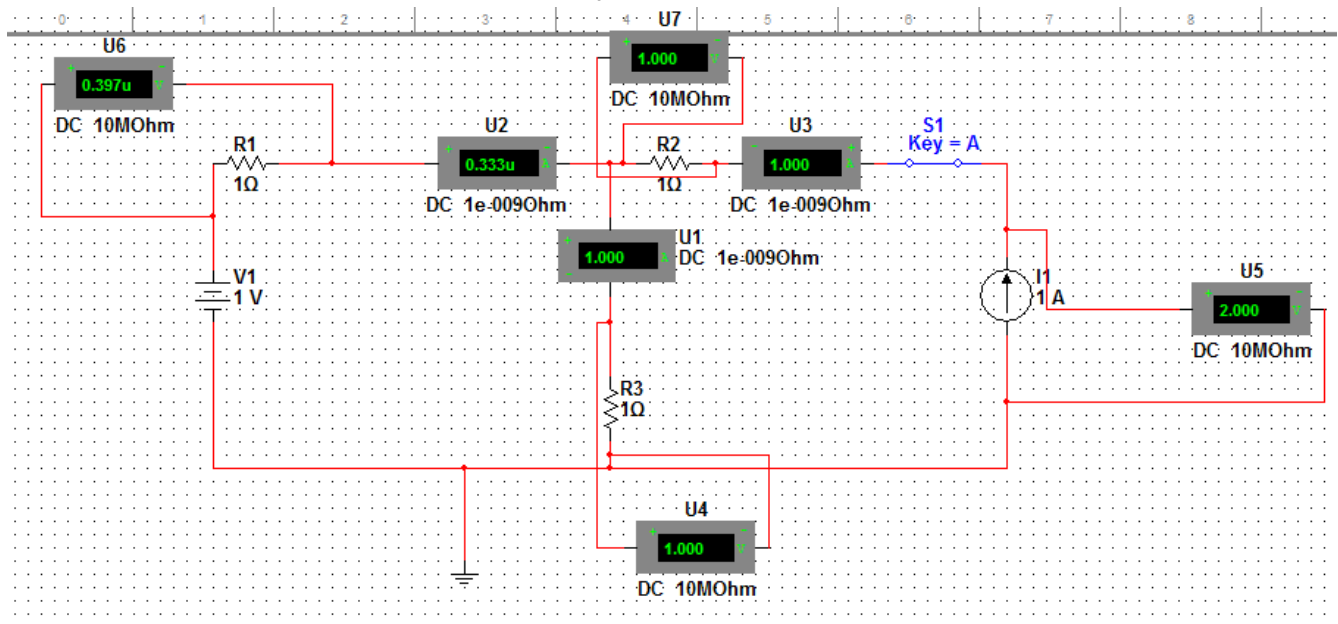 0 1 2 3 4 5 6 7 8
U7
U6
+ 1.000 - V
+ 0.397u - V
DC 10MOhm
DC 10MOhm
R1
U2
R2
U3
S1
Key = A
+ 0.333u - A
- 1.000 + A
1Ω
1Ω
DC 1e-009Ohm
DC 1e-009Ohm
U1
DC 1e-009Ohm
+ 1.000 - A
V1
1 V
I1
1 A
U5
+ 2.000 - V
DC 10MOhm
R3
1Ω
U4
+ 1.000 - V
DC 10MOhm